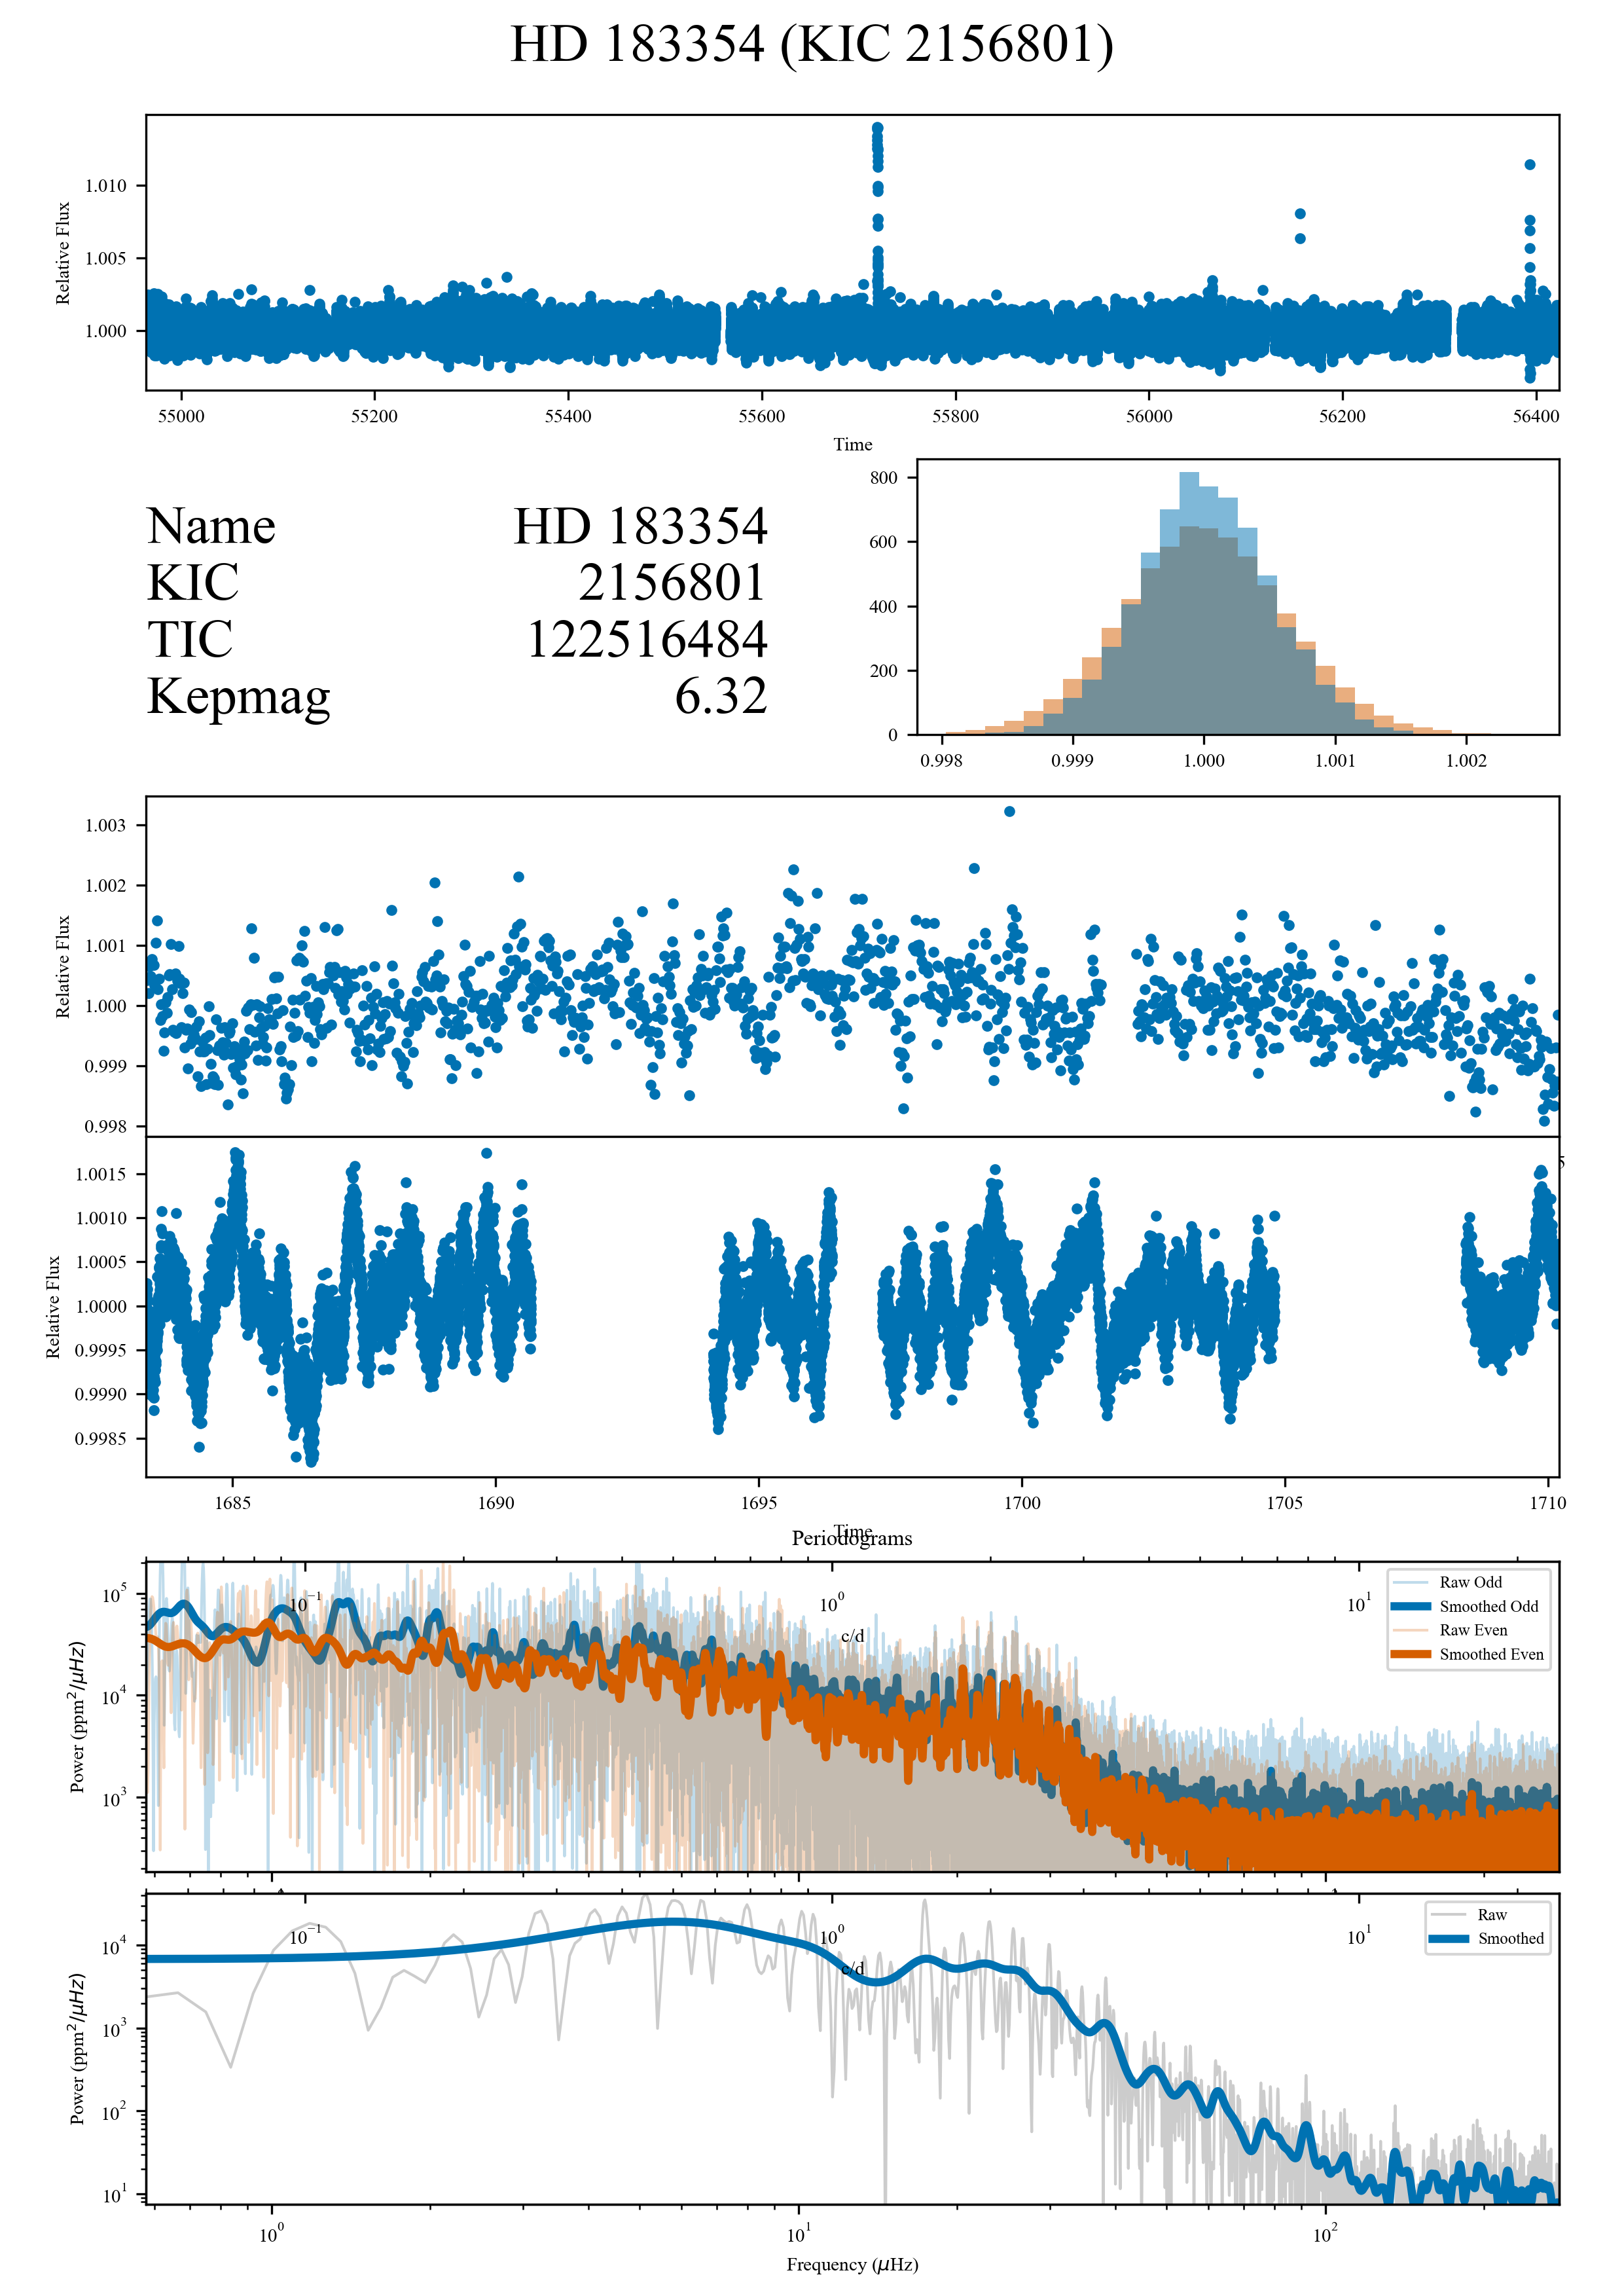 HD 183354 (KIC 2156801)
Relative Flux
1.010
1.005
1.000
55000 55200 55400 55600 55800 56000 56200 56400
Time
Name HD 183354
KIC 2156801
TIC 122516484
Kepmag 6.32
800
600
400
200
0
0.998 0.999 1.000 1.001 1.002
Relative Flux
1.003
1.002
1.001
1.000
0.999
0.998
5
Relative Flux
1.0015
1.0010
1.0005
1.0000
0.9995
0.9990
0.9985
1685 1690 1695 1700 1705 1710
Time
Periodograms
Power (ppm²/μHz)
10⁵
10⁴
10³
10⁻¹ 10⁰ 10¹
c/d
Raw Odd
Smoothed Odd
Raw Even
Smoothed Even
Power (ppm²/μHz)
10⁴
10³
10²
10¹
10⁻¹ 10⁰ 10¹
c/d
Raw
Smoothed
10⁰ 10¹ 10²
Frequency (μHz)